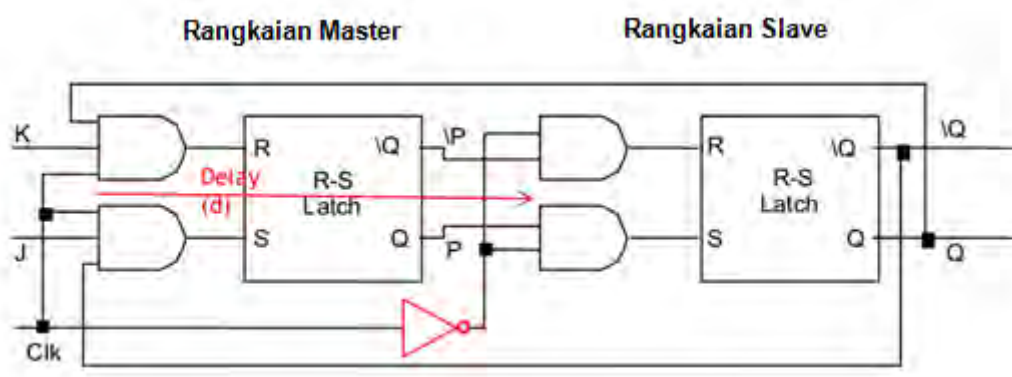 Rangkaian Master
Rangkaian Slave
K
R
\Q
\P
R
\Q
\Q
Delay
(d)
R-S
Latch
R-S
Latch
J
S
Q
P
S
Q
Q
Clk